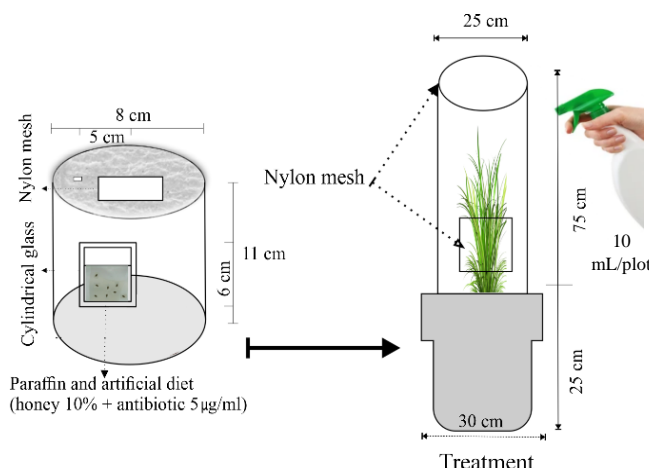 8 cm
5 cm
Nylon mesh
Cylindrical glass
11 cm
6 cm
Paraffin and artificial diet
(honey 10% + antibiotic 5µg/ml)
25 cm
Nylon mesh
75 cm
10
mL/plot
25 cm
30 cm
Treatment